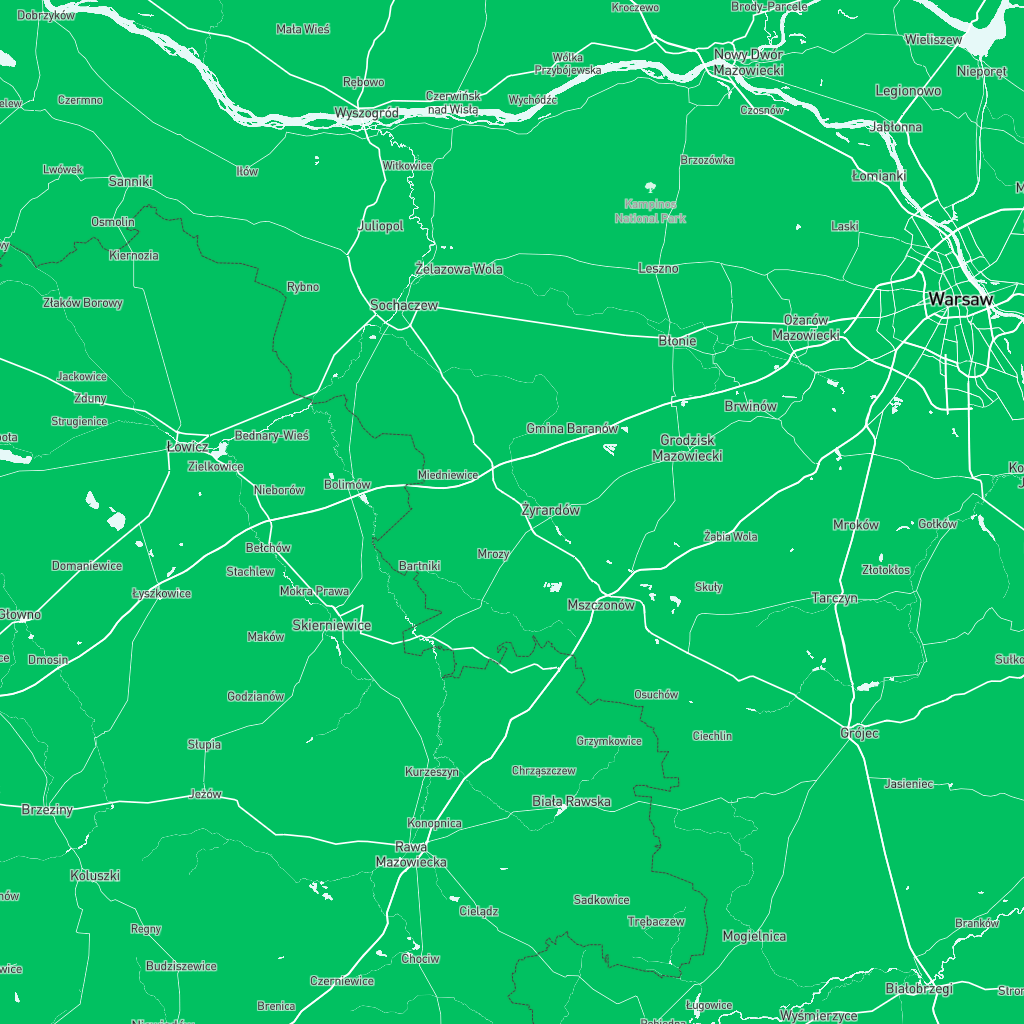 Dobrzyków
Mała Wieś
Kroczewo
Brody-Parcele
Wieliszew
Nowy Dwór
Mazowiecki
Wólka
Przybójewska
Nieporęt
Rębowo
Czermno
Czerwińsk
nad Wisłą
Wychódźc
Legionowo
Wyszogród
Czosnów
Jabłonna
Brzozówka
Witkowice
Lwówek
Iłów
Sanniki
Łomianki
Kampinos
National Park
Osmolin
Juliopol
Laski
Kiernozia
Żelazowa Wola
Leszno
Rybno
Złaków Borowy
Sochaczew
Warsaw
Ożarów
Mazowiecki
Błonie
Jackowice
Zduny
Brwinów
Strugienice
Bednary-Wieś
Gmina Baranów
Łowicz
Grodzisk
Mazowiecki
Zielkowice
Miedniewice
Nieborów
Bolimów
Żyrardów
Mroków
Gołków
Żabia Wola
Bełchów
Mrozy
Domaniewice
Stachlew
Bartniki
Złotokłos
Łyszkowice
Mokra Prawa
Skuły
Tarczyn
Mszczonów
Głowno
Skierniewice
Maków
Dmosin
Godzianów
Osuchów
Ciechlin
Grójec
Słupia
Grzymkowice
Kurzeszyn
Chrząszczew
Jasieniec
Jeżów
Biała Rawska
Brzeziny
Konopnica
Rawa
Mazowiecka
Koluszki
Sadkowice
Cielądz
Trębaczew
Brańków
Regny
Mogielnica
Chociw
Budziszewice
Czerniewice
Białobrzegi
Brenica
Ługowice
Wyśmierzyce